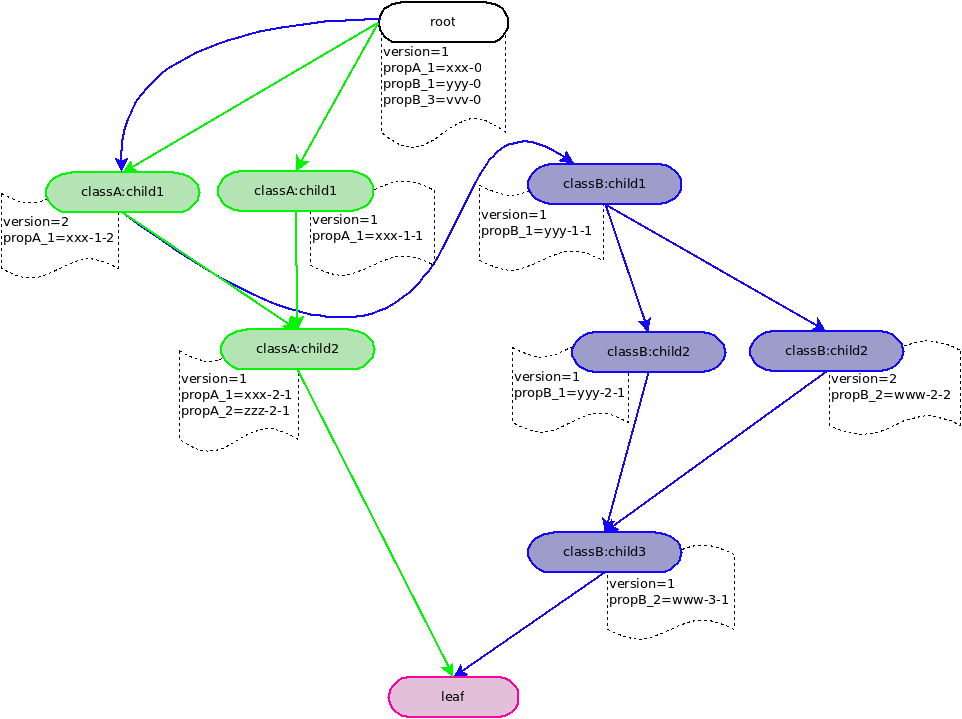 root
version=1
propA_1=xxx-0
propB_1=yyy-0
propB_3=vvv-0
classA:child1
version=2
propA_1=xxx-1-2
classA:child1
version=1
propA_1=xxx-1-1
classB:child1
version=1
propB_1=yyy-1-1
classA:child2
version=1
propA_1=xxx-2-1
propA_2=zzz-2-1
classB:child2
version=1
propB_1=yyy-2-1
classB:child2
version=2
propB_2=www-2-2
classB:child3
version=1
propB_2=www-3-1
leaf